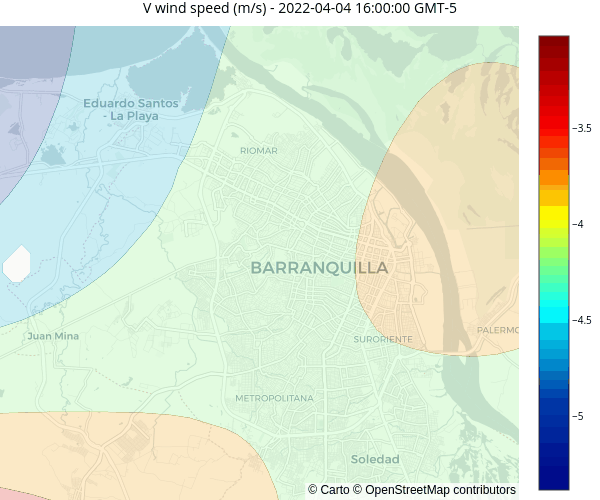 V wind speed (m/s) - 2022-04-04 16:00:00 GMT-5
−3.5
Eduardo Santos
- La Playa
RIOMAR
−4
BARRANQUILLA
−4.5
PALERMO
Juan Mina
SURORIENTE
METROPOLITANA
−5
Soledad
© Carto © OpenStreetMap contributors